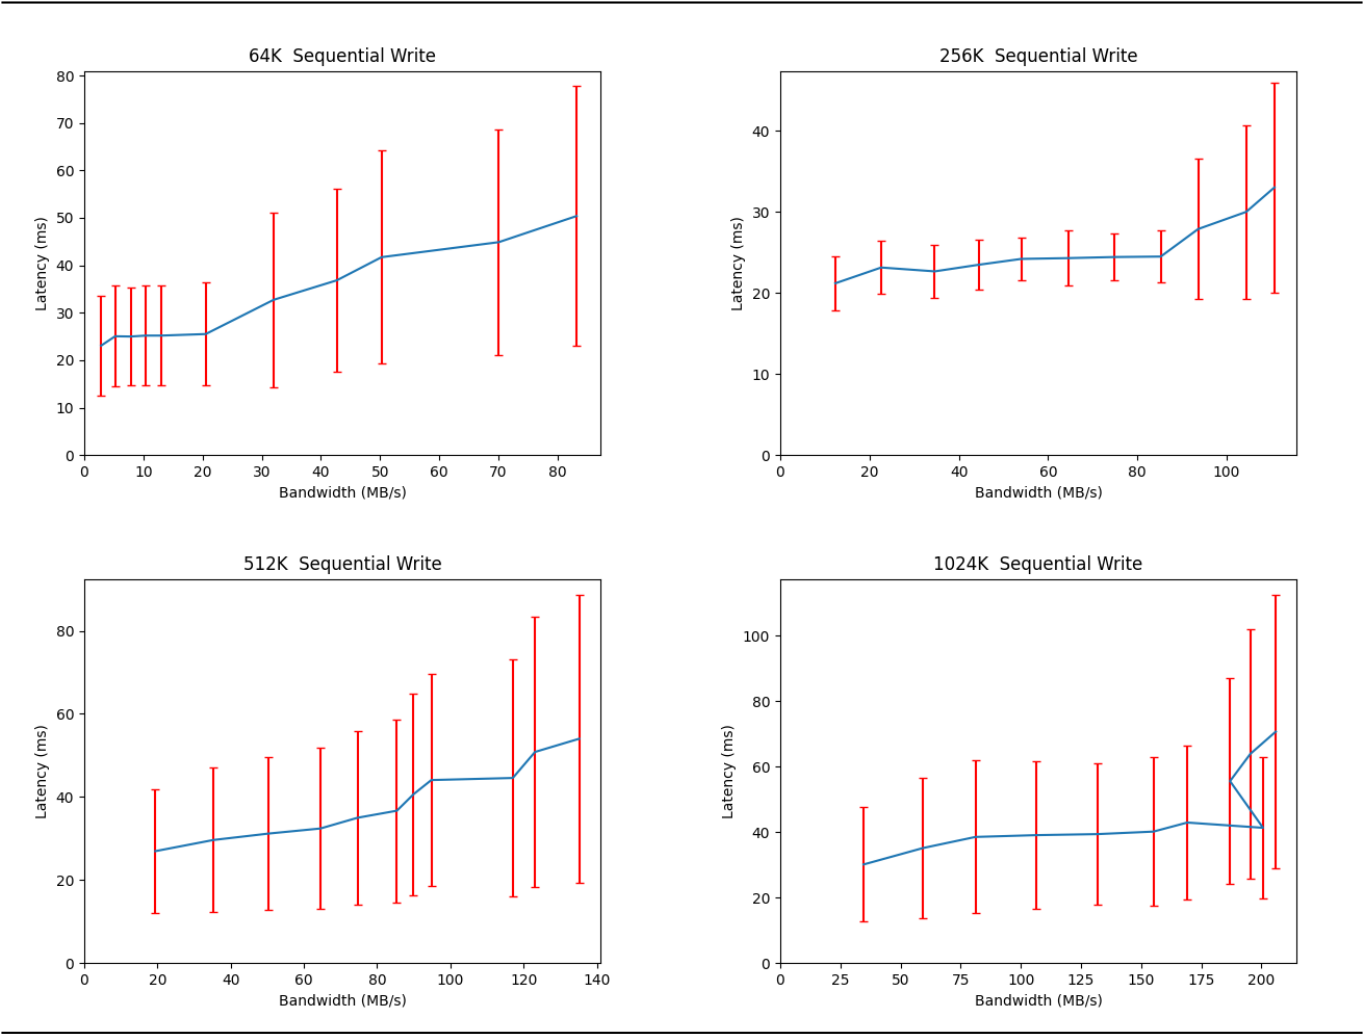 64K  Sequential Write
80
70
60
50
40
30
20
10
0
Latency (ms)
0 10 20 30 40 50 60 70 80
Bandwidth (MB/s)
256K  Sequential Write
40
30
20
10
0
Latency (ms)
0 20 40 60 80 100
Bandwidth (MB/s)
512K  Sequential Write
80
60
40
20
0
Latency (ms)
0 20 40 60 80 100 120 140
Bandwidth (MB/s)
1024K  Sequential Write
100
80
60
40
20
0
Latency (ms)
0 25 50 75 100 125 150 175 200
Bandwidth (MB/s)